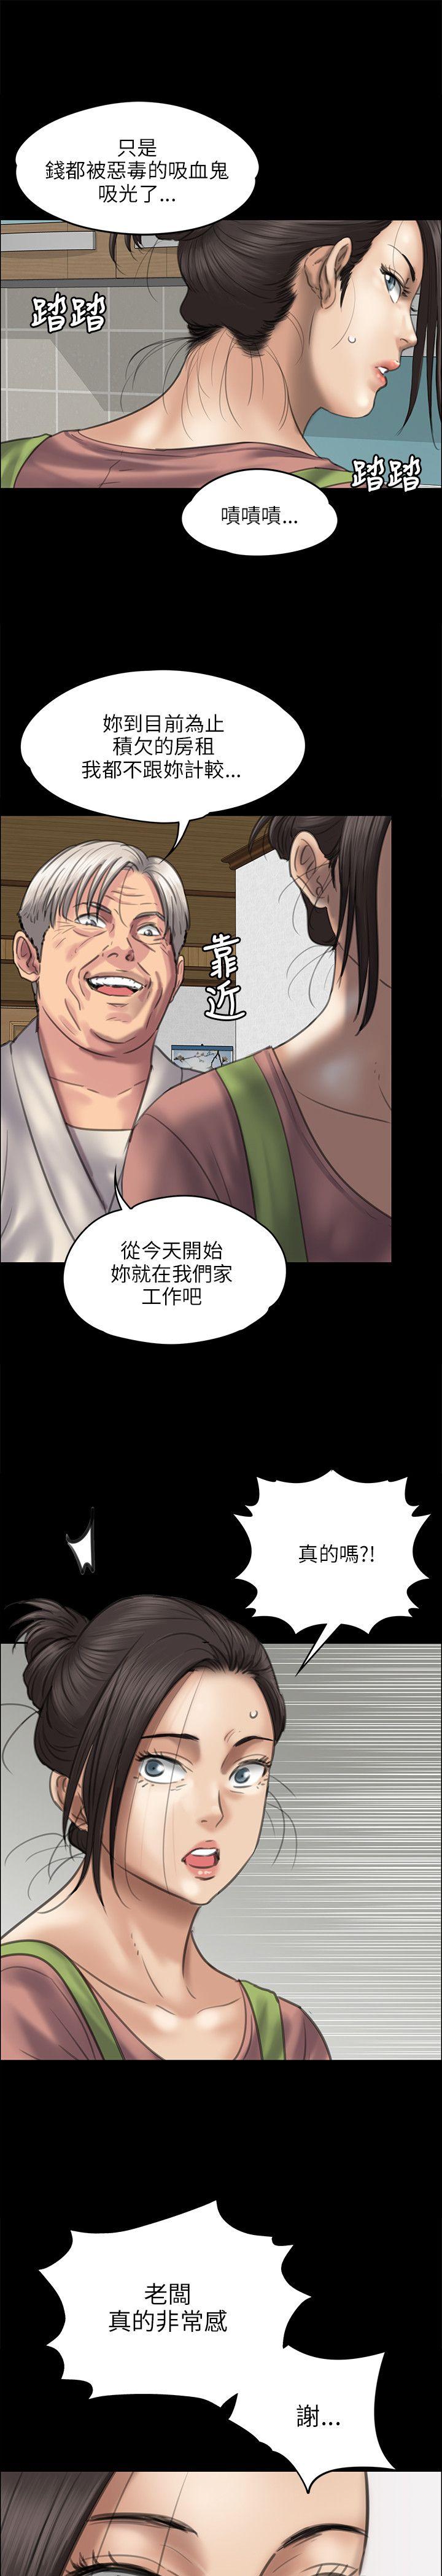 只是
錢都被惡毒的吸血鬼
吸光了...
踏踏
踏踏
嘖嘖嘖...
妳到目前為止
積欠的房租
我都不跟妳計較...
靠
近
從今天開始
妳就在我們家
工作吧
真的嗎?!
老闆
真的非常感
謝...